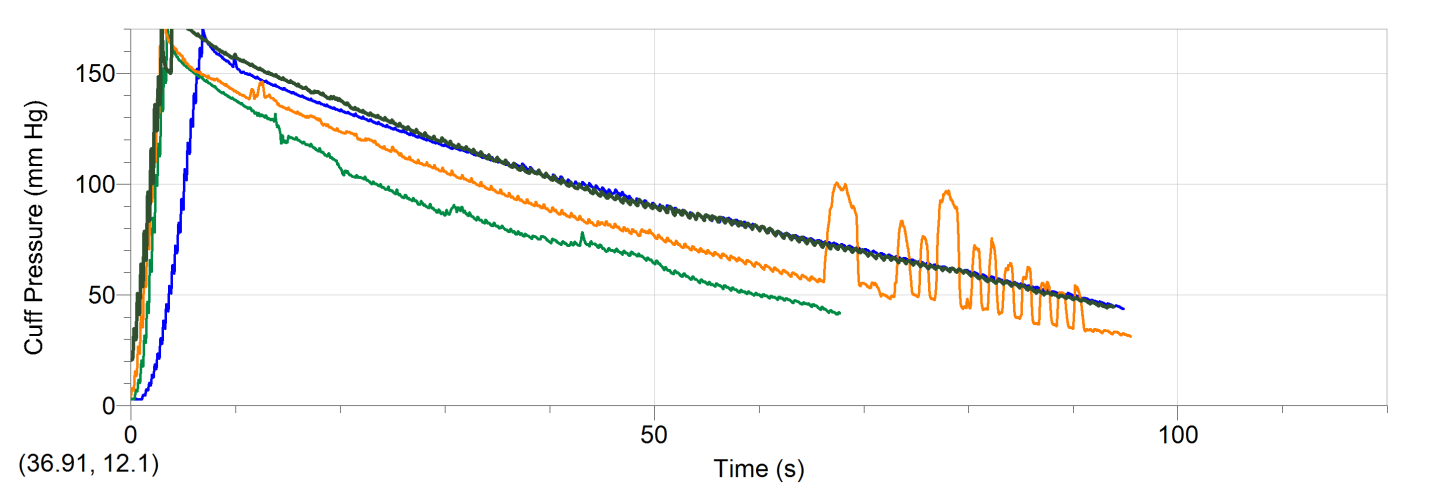 Cuff Pressure (mm Hg)
150
100
50
0
0 50 100
(36.91, 12.1)
Time (s)